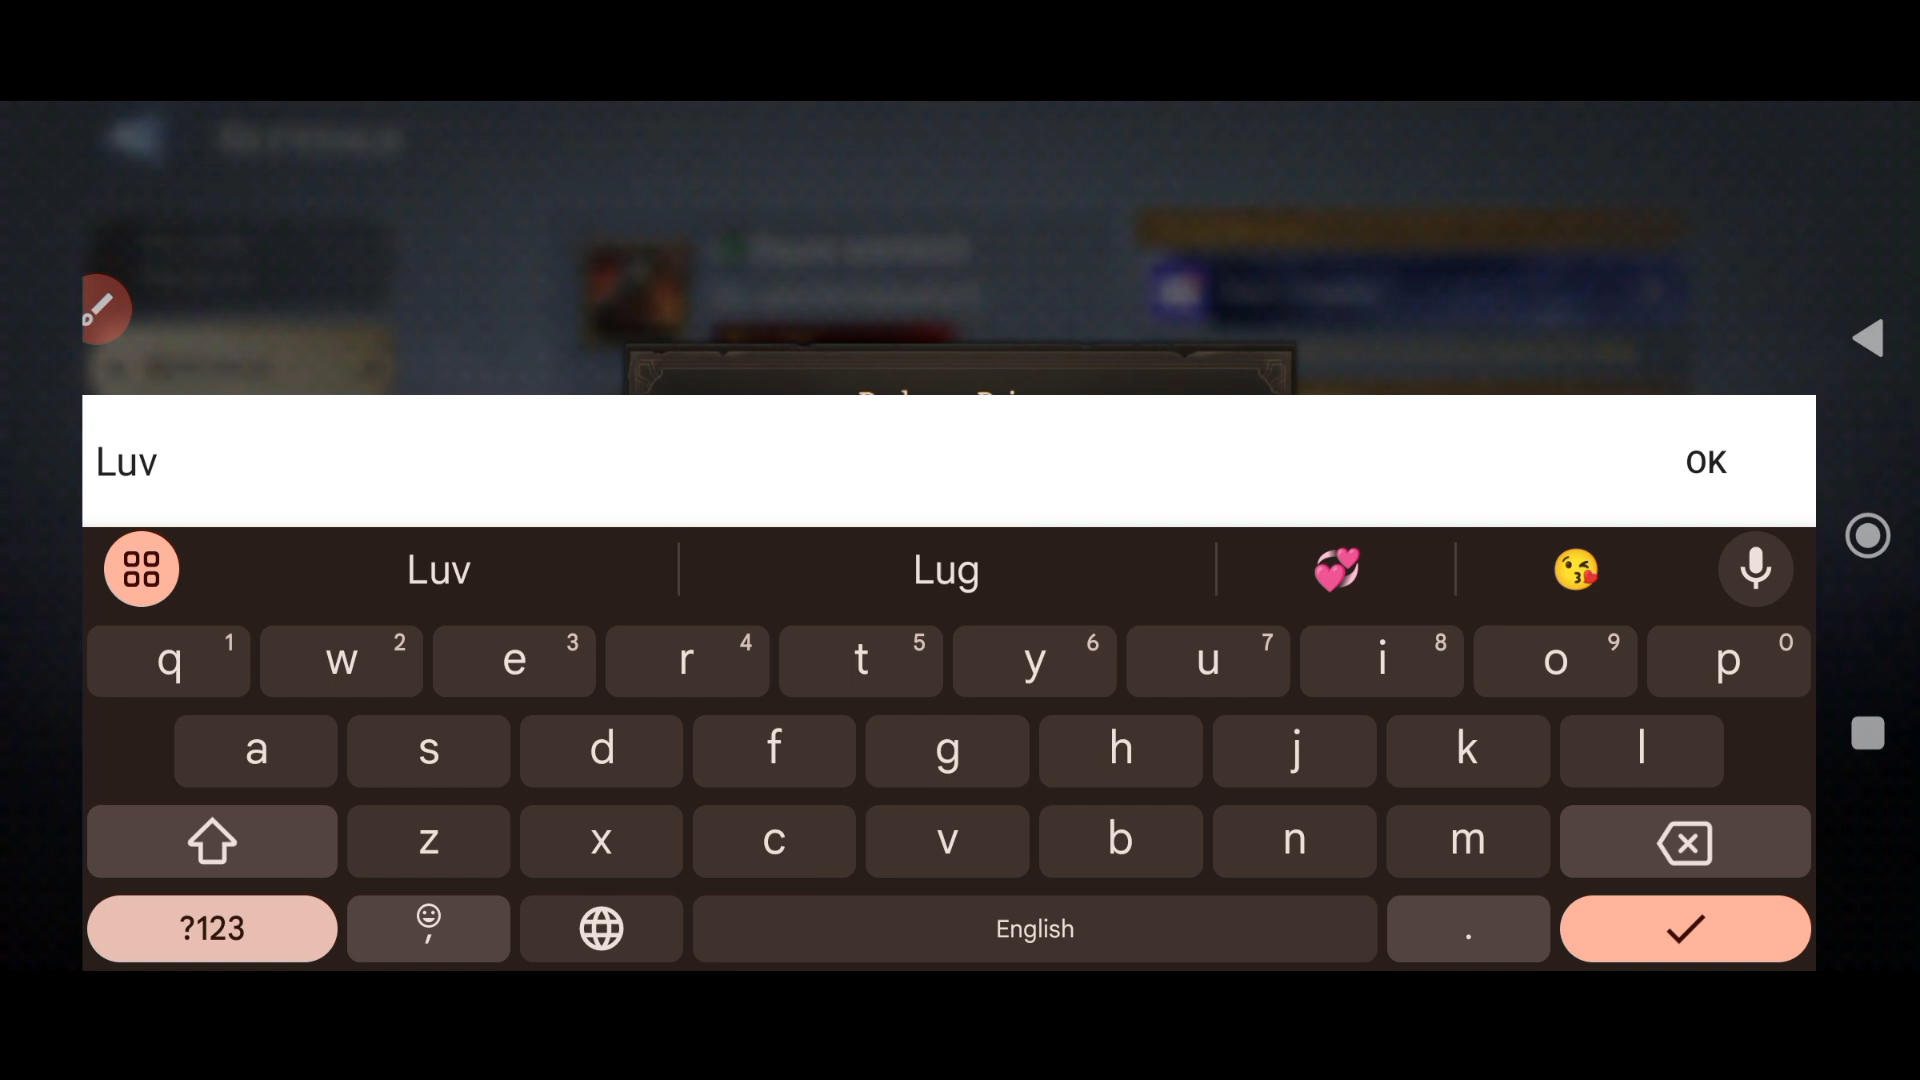 Luv
OK
Luv
Lug
q 1 w 2 e 3 r 4 t 5 y 6 u 7 i 8 o 9 p 0
a s d f g h j k l
z x c v b n m
?123 , English .